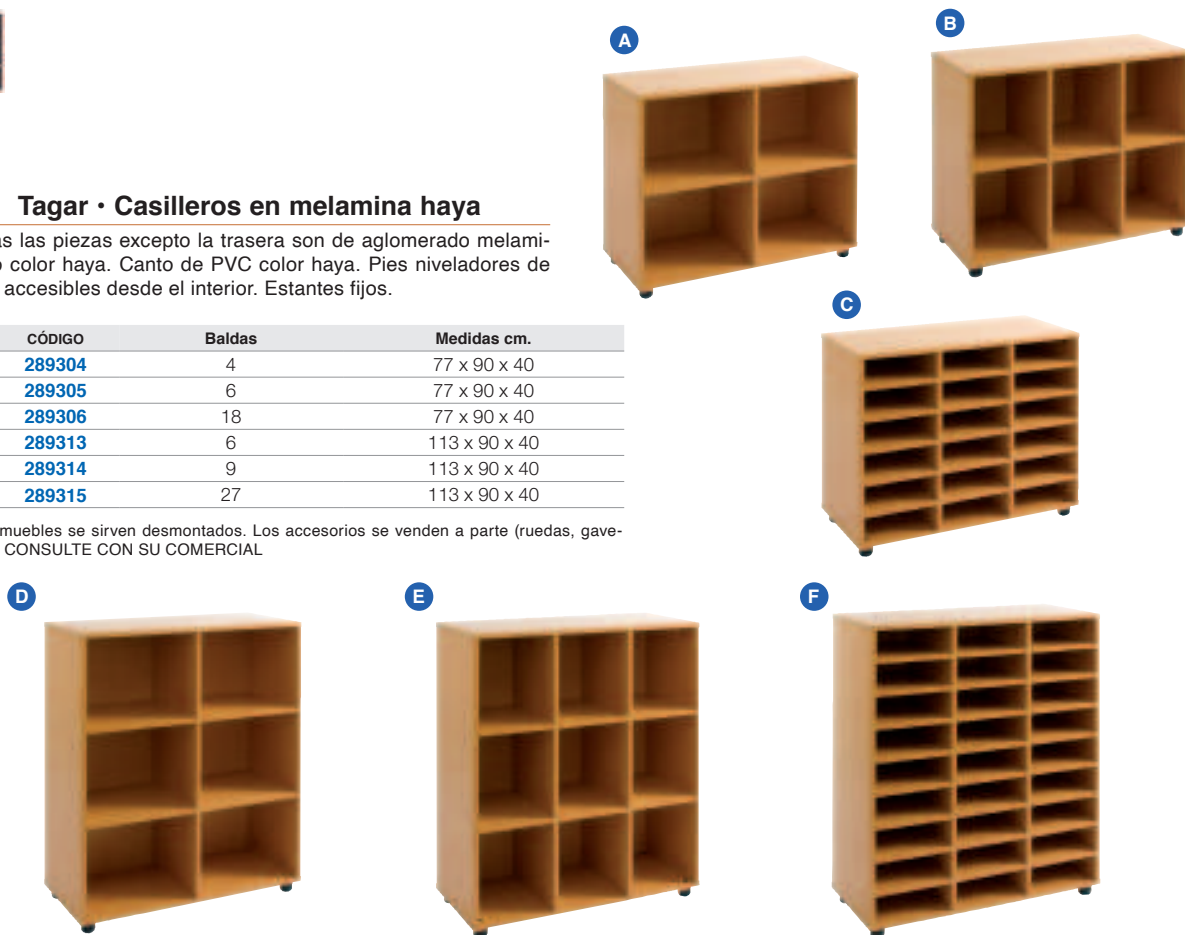 A
B
Tagar · Casilleros en melamina haya
las piezas excepto la trasera son de aglomerado melami-
color haya. Canto de PVC color haya. Pies niveladores de
accesibles desde el interior. Estantes fijos.
C
CÓDIGO Baldas Medidas cm.
289304 4 77 x 90 x 40
289305 6 77 x 90 x 40
289306 18 77 x 90 x 40
289313 6 113 x 90 x 40
289314 9 113 x 90 x 40
289315 27 113 x 90 x 40
muebles se sirven desmontados. Los accesorios se venden a parte (ruedas, gave-
CONSULTE CON SU COMERCIAL
D
E
F